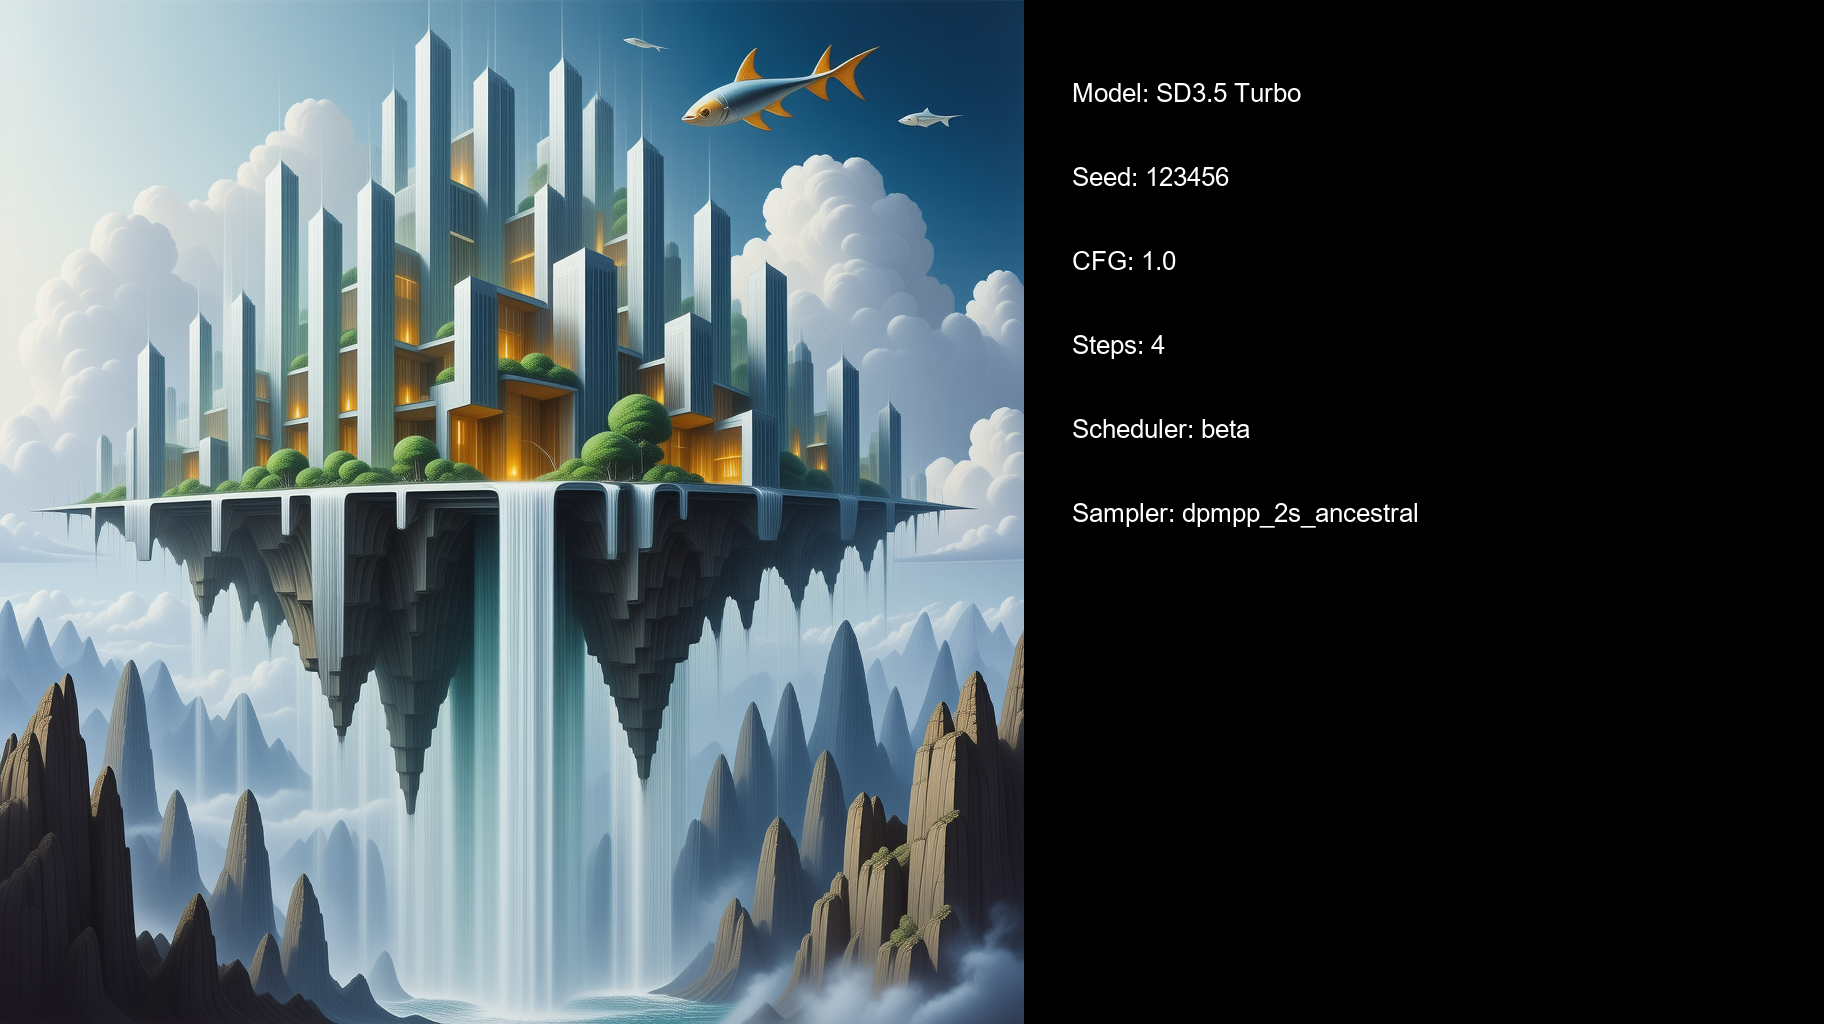 Model: SD3.5 Turbo
Seed: 123456
CFG: 1.0
Steps: 4
Scheduler: beta
Sampler: dpmpp_2s_ancestral